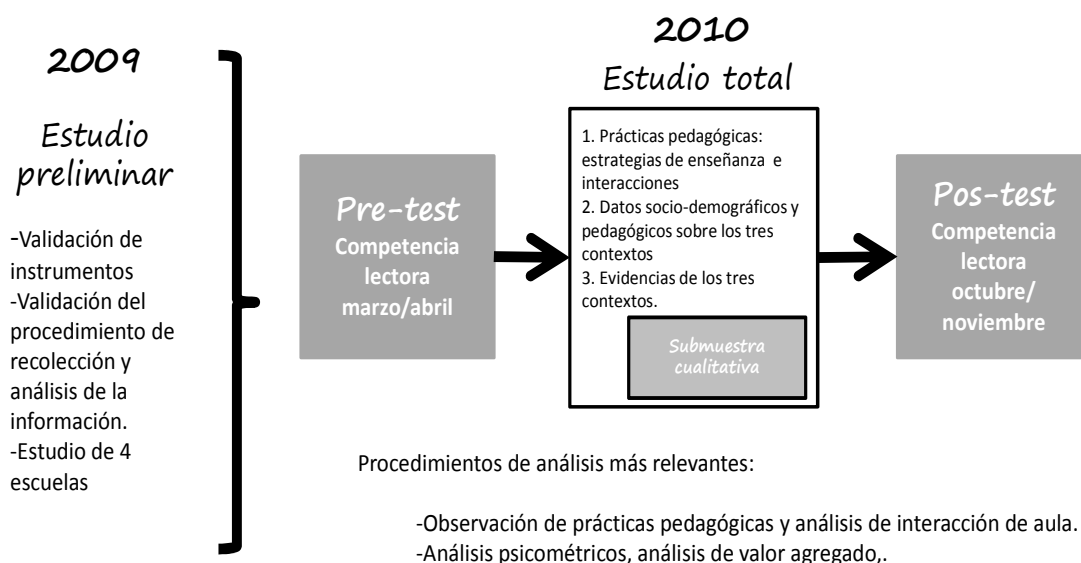 2009
Estudio
preliminar
-Validación de
instrumentos
-Validación del
procedimiento de
recolección y
análisis de la
información.
-Estudio de 4
escuelas
2010
Estudio total
Pre-test
Competencia
lectora
marzo/abril
1. Prácticas pedagógicas:
estrategias de enseñanza e
interacciones
2. Datos socio-demográficos y
pedagógicos sobre los tres
contextos
3. Evidencias de los tres
contextos.
Submuestra
cualitativa
Pos-test
Competencia
lectora
octubre/
noviembre
Procedimientos de análisis más relevantes:
-Observación de prácticas pedagógicas y análisis de interacción de aula.
-Análisis psicométricos, análisis de valor agregado,.